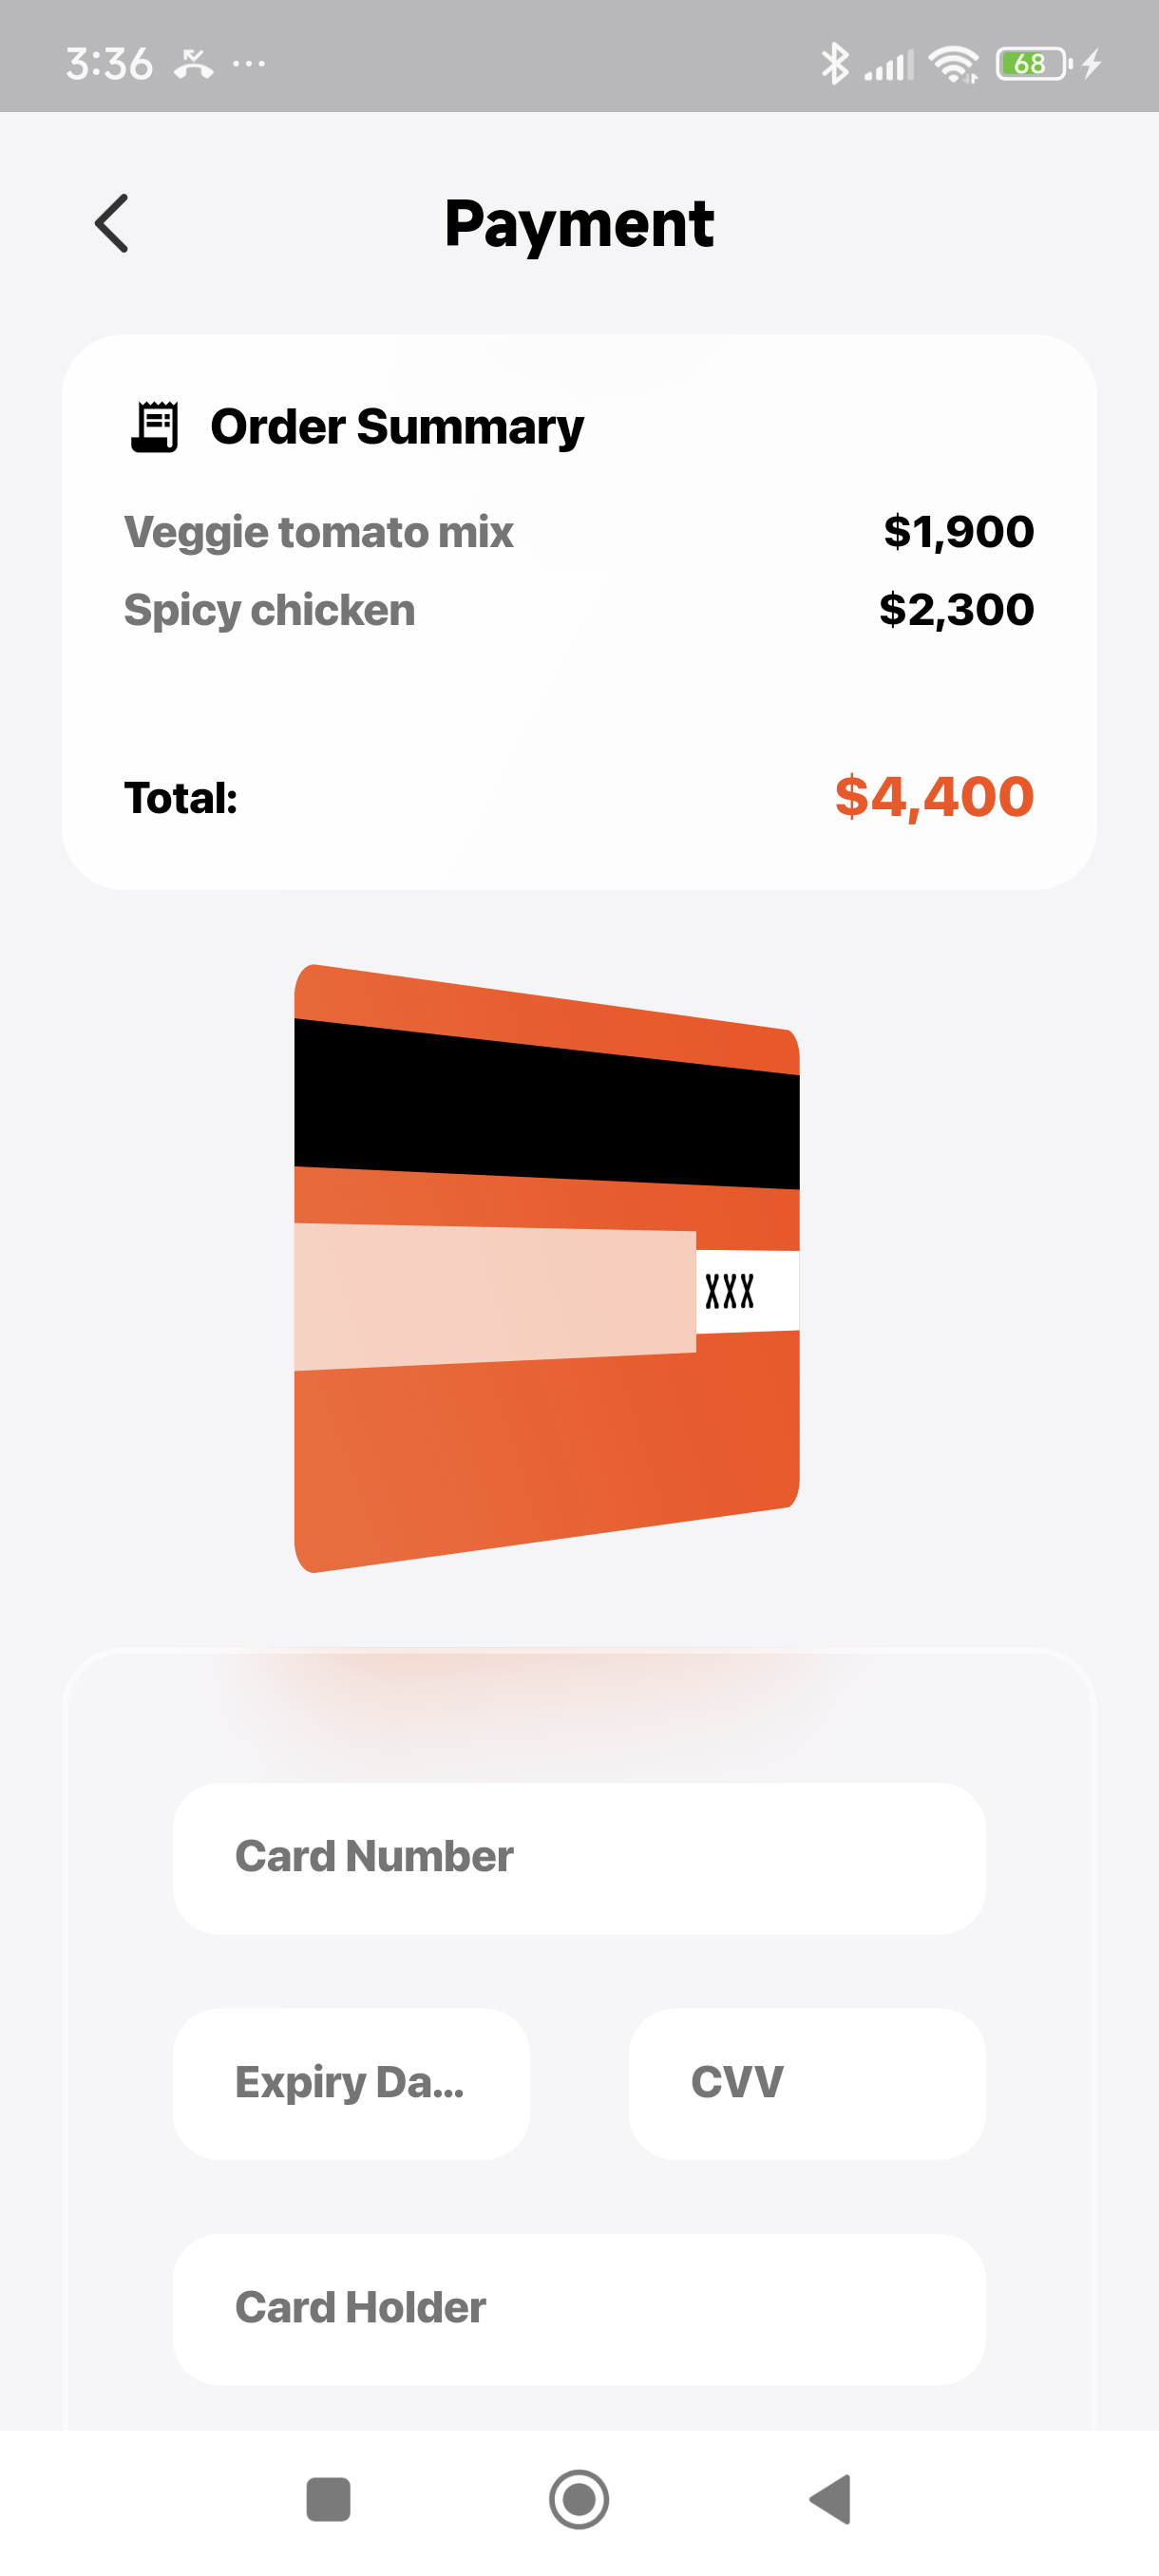 3:36 ... 68
Payment
Order Summary
Veggie tomato mix $1,900
Spicy chicken $2,300
Total: $4,400
XXX
Card Number
Expiry Da... CVV
Card Holder